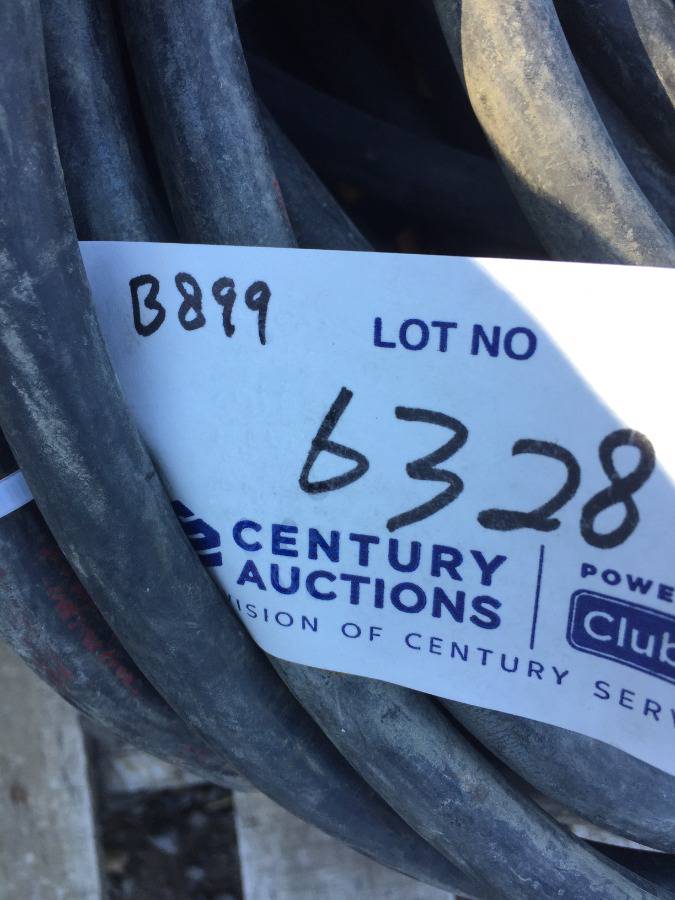 B899
LOT NO
6328
CENTURY
AUCTIONS
POWE
Club
ISION OF CENTURY SERV